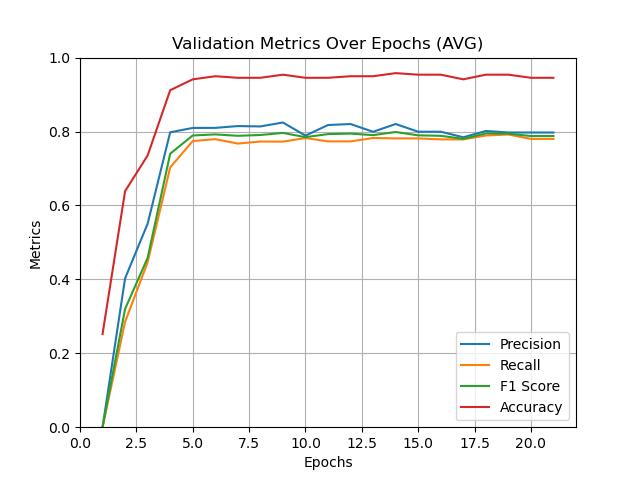 Validation Metrics Over Epochs (AVG)
1.0
0.8
0.6
0.4
0.2
0.0
Metrics
0.0 2.5 5.0 7.5 10.0 12.5 15.0 17.5 20.0
Epochs
Precision
Recall
F1 Score
Accuracy